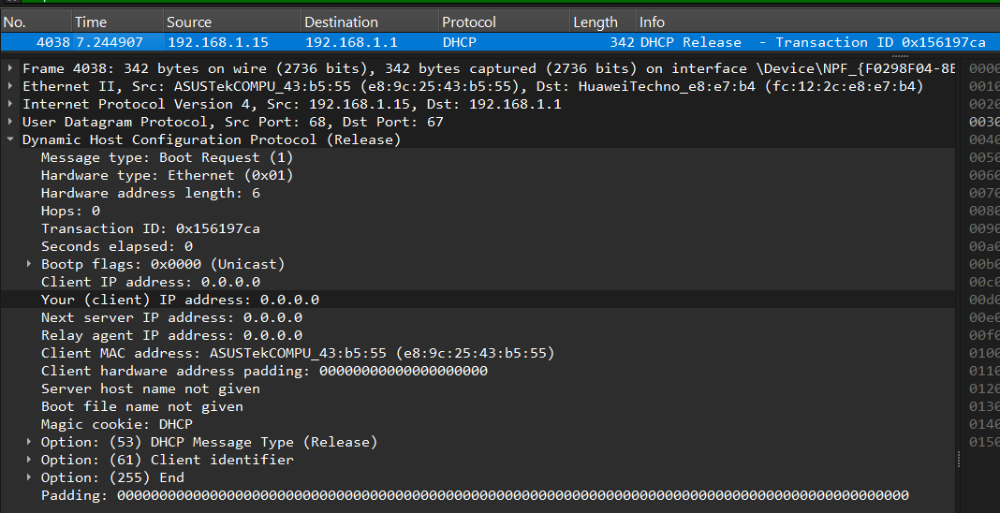 No. Time Source Destination Protocol Length Info
4038 7.244907 192.168.1.15 192.168.1.1 DHCP 342 DHCP Release - Transaction ID 0x156197ca
Frame 4038: 342 bytes on wire (2736 bits), 342 bytes captured (2736 bits) on interface \Device\NPF_{F0298F04-8E
Ethernet II, Src: ASUSTekCOMPU_43:b5:55 (e8:9c:25:43:b5:55), Dst: HuaweiTechno_e8:e7:b4 (fc:12:2c:e8:e7:b4)
Internet Protocol Version 4, Src: 192.168.1.15, Dst: 192.168.1.1
User Datagram Protocol, Src Port: 68, Dst Port: 67
Dynamic Host Configuration Protocol (Release)
Message type: Boot Request (1)
Hardware type: Ethernet (0x01)
Hardware address length: 6
Hops: 0
Transaction ID: 0x156197ca
Seconds elapsed: 0
Bootp flags: 0x0000 (Unicast)
Client IP address: 0.0.0.0
Your (client) IP address: 0.0.0.0
Next server IP address: 0.0.0.0
Relay agent IP address: 0.0.0.0
Client MAC address: ASUSTekCOMPU_43:b5:55 (e8:9c:25:43:b5:55)
Client hardware address padding: 00000000000000000000
Server host name not given
Boot file name not given
Magic cookie: DHCP
Option: (53) DHCP Message Type (Release)
Option: (61) Client identifier
Option: (255) End
Padding: 0000000000000000000000000000000000000000000000000000000000000000000000000000000000000000000000
0000
0010
0020
0030
0040
0050
0060
0070
0080
0090
00a0
00b0
00c0
00d0
00e0
00f0
0100
0110
0120
0130
0140
0150